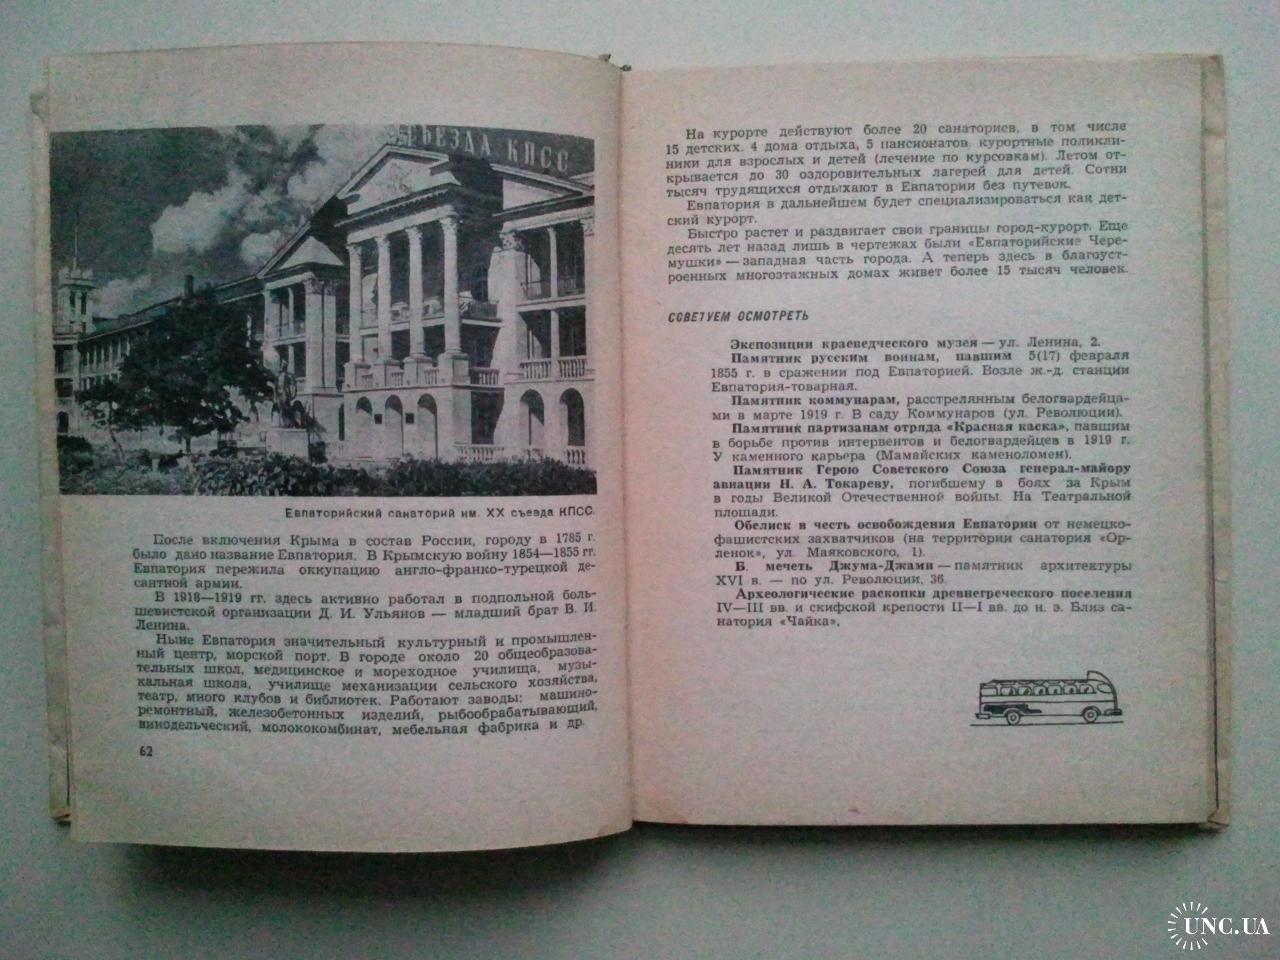 СЪЕЗДА КПСС
Евпаторийский санаторий им. XX съезда КПСС.
После включения Крыма в состав России, городу в 1785 г.
было дано название Евпатория. В Крымскую войну 1854—1855 гг.
Евпатория пережила оккупацию англо-франко-турецкой де-
сантной армии.
В 1918—1919 гг. здесь активно работал в подпольной боль-
шевистской организации Д. И. Ульянов — младший брат В. И.
Ленина.
Ныне Евпатория значительный культурный и промышлен-
ный центр, морской порт. В городе около 20 общеобразова-
тельных школ, медицинское и мореходное училища, музы-
кальная школа, училище механизации сельского хозяйства,
театр, много клубов и библиотек. Работают заводы: машино-
ремонтный, железобетонных изделий, рыбообрабатывающий,
винодельческий, молококомбинат, мебельная фабрика и др.
62
На курорте действуют более 20 санаториев, в том числе
15 детских. 4 дома отдыха, 5 пансионатов курортные поликли-
ники для взрослых и детей (лечение по курсовкам). Летом от-
крывается до 30 оздоровительных лагерей для детей. Сотни
тысяч трудящихся отдыхают в Евпатории без путевок.
Евпатория в дальнейшем будет специализироваться как дет-
ский курорт.
Быстро растет и раздвигает свои границы город-курорт. Еще
десять лет назад лишь в чертежах были «Евпаторийские Чере-
мушки» — западная часть города. А теперь здесь в благоуст-
роенных многоэтажных домах живет более 15 тысяч человек.
СОВЕТУЕМ ОСМОТРЕТЬ
Экспозиции краеведческого музея — ул. Ленина, 2.
Памятник русским воинам, павшим 5(17) февраля
1855 г. в сражении под Евпаторией. Возле ж.-д. станции
Евпатория-товарная.
Памятник коммунарам, расстрелянным белогвардейца-
ми в марте 1919 г. В саду Коммунаров (ул. Революции).
Памятник партизанам отряда «Красная каска», павшим
в борьбе против интервентов и белогвардейцев в 1919 г.
У каменного карьера (Мамайских каменоломен).
Памятник Герою Советского Союза генерал-майору
авиации Н. А. Токареву, погибшему в боях за Крым
в годы Великой Отечественной войны. На Театральной
площади.
Обелиск в честь освобождения Евпатории от немецко-
фашистских захватчиков (на территории санатория «Ор-
ленок», ул. Маяковского, 1).
Б. мечеть Джума-Джами — памятник архитектуры
XVI в. — по ул. Революции, 36.
Археологические раскопки древнегреческого поселения
IV—III вв. и скифской крепости II—I вв. до н. э. Близ са-
натория «Чайка».
UNC.UA